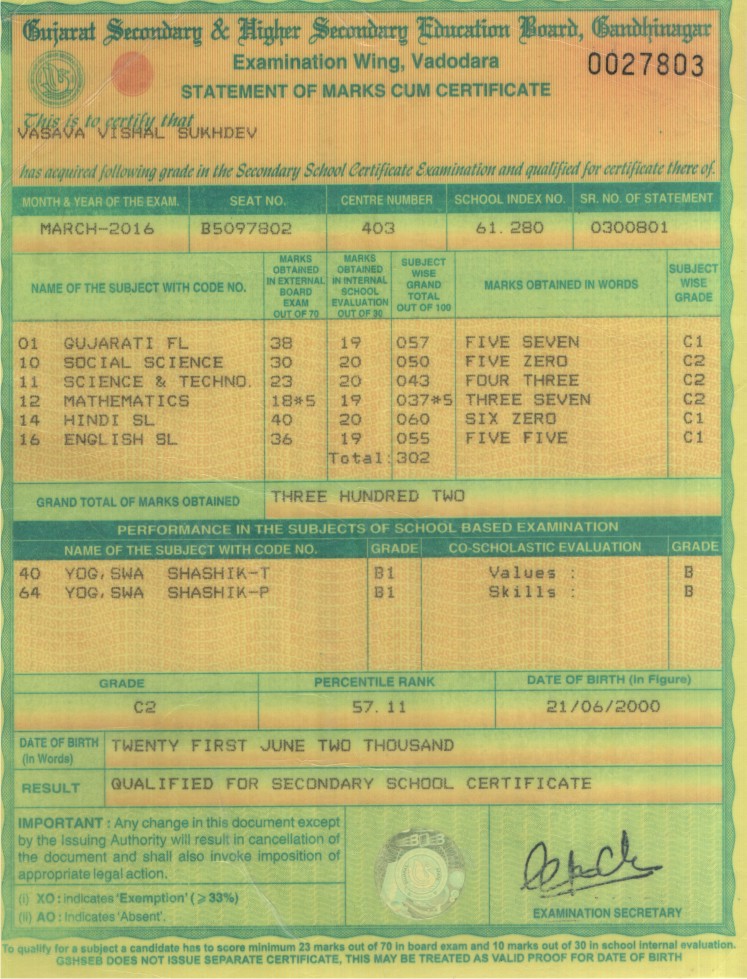 Gujarat Secondary & Higher Secondary Education Board, Gandhinagar
Examination Wing, Vadodara
0027803
STATEMENT OF MARKS CUM CERTIFICATE
This is to certify that
VASAVA VISHAL SUKHDEV
has acquired following grade in the Secondary School Certificate Examination and qualified for certificate there of.
MONTH & YEAR OF THE EXAM. SEAT NO. CENTRE NUMBER SCHOOL INDEX NO. SR. NO. OF STATEMENT
MARCH-2016 B5097802 403 61.280 0300801
NAME OF THE SUBJECT WITH CODE NO. MARKS OBTAINED IN EXTERNAL BOARD EXAM OUT OF 70 MARKS OBTAINED IN INTERNAL SCHOOL EVALUATION OUT OF 30 SUBJECT WISE GRAND TOTAL OUT OF 100 MARKS OBTAINED IN WORDS SUBJECT WISE GRADE
01 GUJARATI FL 38 19 057 FIVE SEVEN C1
10 SOCIAL SCIENCE 30 20 050 FIVE ZERO C2
11 SCIENCE & TECHNO. 23 20 043 FOUR THREE C2
12 MATHEMATICS 18*5 19 037*5 THREE SEVEN C2
14 HINDI SL 40 20 060 SIX ZERO C1
16 ENGLISH SL 36 19 055 FIVE FIVE C1
Total: 302
GRAND TOTAL OF MARKS OBTAINED THREE HUNDRED TWO
PERFORMANCE IN THE SUBJECTS OF SCHOOL BASED EXAMINATION
NAME OF THE SUBJECT WITH CODE NO. GRADE CO-SCHOLASTIC EVALUATION GRADE
40 YOG,SWA SHASHIK-T B1 Values : B
64 YOG,SWA SHASHIK-P B1 Skills : B
GRADE PERCENTILE RANK DATE OF BIRTH (in Figure)
C2 57.11 21/06/2000
DATE OF BIRTH (in Words) TWENTY FIRST JUNE TWO THOUSAND
RESULT QUALIFIED FOR SECONDARY SCHOOL CERTIFICATE
IMPORTANT : Any change in this document except
by the issuing Authority will result in cancellation of
the document and shall also invoke imposition of
appropriate legal action.
(i) XO : indicates 'Exemption' (⩾33%)
(ii) AO : Indicates 'Absent'.
EXAMINATION SECRETARY
To qualify for a subject a candidate has to score minimum 23 marks out of 70 in board exam and 10 marks out of 30 in school internal evaluation.
GSHSEB DOES NOT ISSUE SEPARATE CERTIFICATE, THIS MAY BE TREATED AS VALID PROOF FOR DATE OF BIRTH